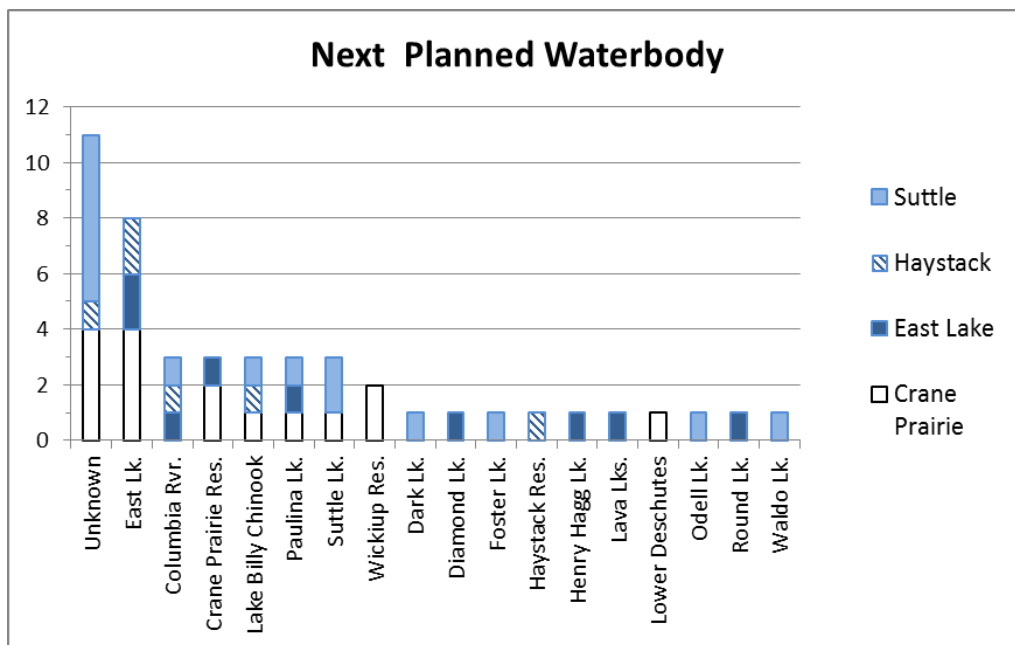 Next  Planned Waterbody
12
10
8
6
4
2
0
Unknown
East Lk.
Columbia Rvr.
Crane Prairie Res.
Lake Billy Chinook
Paulina Lk.
Suttle Lk.
Wickiup Res.
Dark Lk.
Diamond Lk.
Foster Lk.
Haystack Res.
Henry Hagg Lk.
Lava Lks.
Lower Deschutes
Odell Lk.
Round Lk.
Waldo Lk.
Suttle
Haystack
East Lake
Crane
Prairie